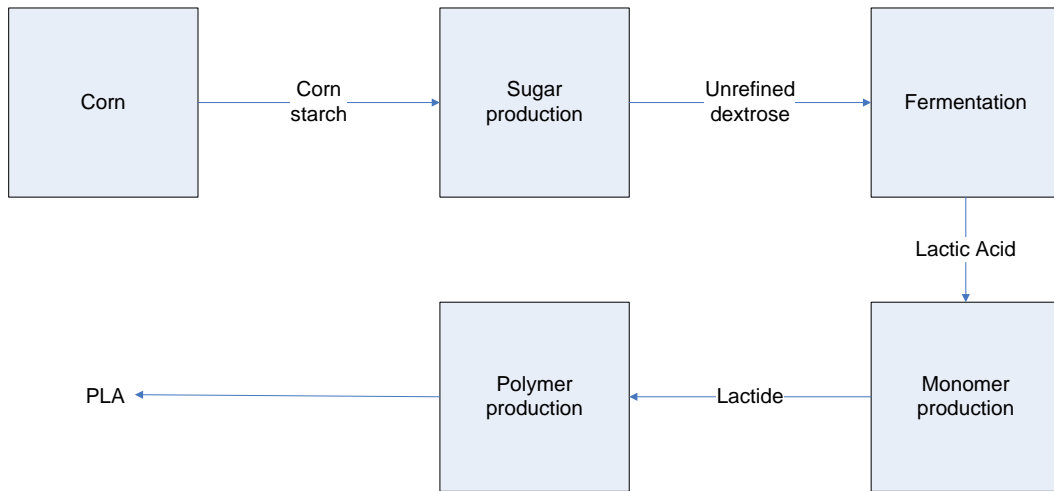 Corn
Corn
starch
Sugar
production
Unrefined
dextrose
Fermentation
Lactic Acid
Monomer
production
Lactide
Polymer
production
PLA